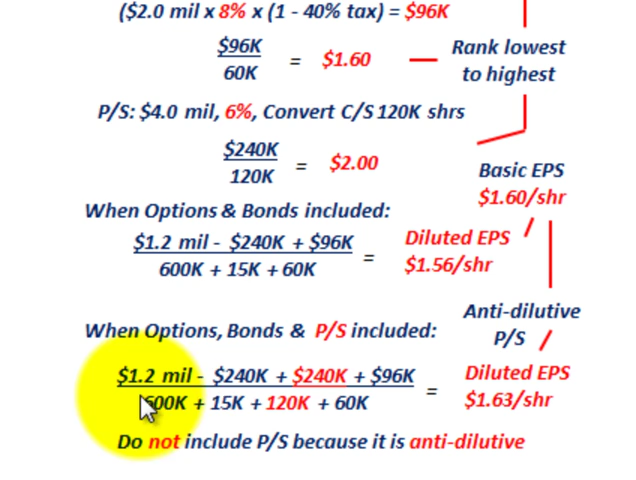 ($2.0 mil x 8% x (1 - 40% tax) = $96K
$96K
60K
= $1.60
Rank lowest
to highest
P/S: $4.0 mil, 6%, Convert C/S 120K shrs
$240K
120K
= $2.00
Basic EPS
$1.60/shr
When Options & Bonds included:
$1.2 mil - $240K + $96K
600K + 15K + 60K
=
Diluted EPS
$1.56/shr
Anti-dilutive
P/S
When Options, Bonds & P/S included:
$1.2 mil - $240K + $240K + $96K
600K + 15K + 120K + 60K
=
Diluted EPS
$1.63/shr
Do not include P/S because it is anti-dilutive